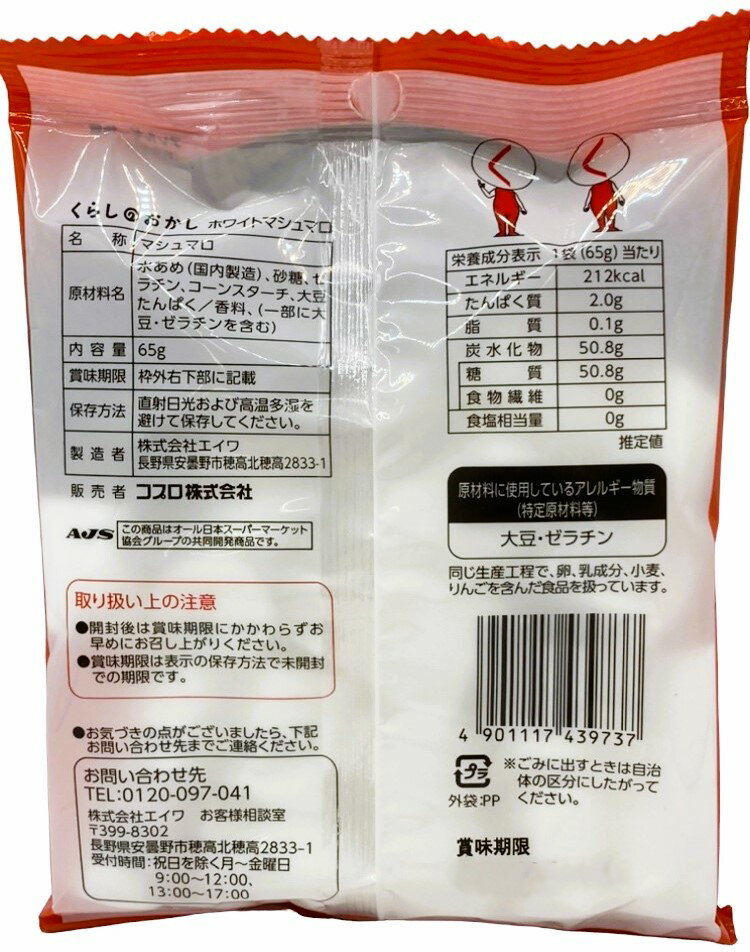 くらしのおかし ホワイトマシュマロ
名称 マシュマロ
原材料名 水あめ(国内製造)、砂糖、ゼ
ラチン、コーンスターチ、大豆
たんぱく／香料、(一部に大
豆・ゼラチンを含む)
内容量 65g
賞味期限 枠外右下部に記載
保存方法 直射日光および高温多湿を
避けて保存してください。
製造者 株式会社エイワ
長野県安曇野市穂高北穂高2833-1
販売者 コプロ株式会社
AJS この商品はオール日本スーパーマーケット
協会グループの共同開発商品です。
取り扱い上の注意
●開封後は賞味期限にかかわらずお
早めにお召し上がりください。
●賞味期限は表示の保存方法で未開封
での期限です。
●お気づきの点がございましたら、下記
お問い合わせ先までご連絡ください。
お問い合わせ先
TEL:0120-097-041
株式会社エイワ お客様相談室
〒399-8302
長野県安曇野市穂高北穂高2833-1
受付時間:祝日を除く月〜金曜日
9:00〜12:00、
13:00〜17:00
く く
栄養成分表示 1袋(65g)当たり
エネルギー 212kcal
たんぱく質 2.0g
脂質 0.1g
炭水化物 50.8g
糖質 50.8g
食物繊維 0g
食塩相当量 0g
推定値
原材料に使用しているアレルギー物質
(特定原材料等)
大豆・ゼラチン
同じ生産工程で、卵、乳成分、小麦、
りんごを含んだ食品を扱っています。
4 901117 439737
プラ
外袋:PP
※ごみに出すときは自治
体の区分にしたがって
ください。
賞味期限